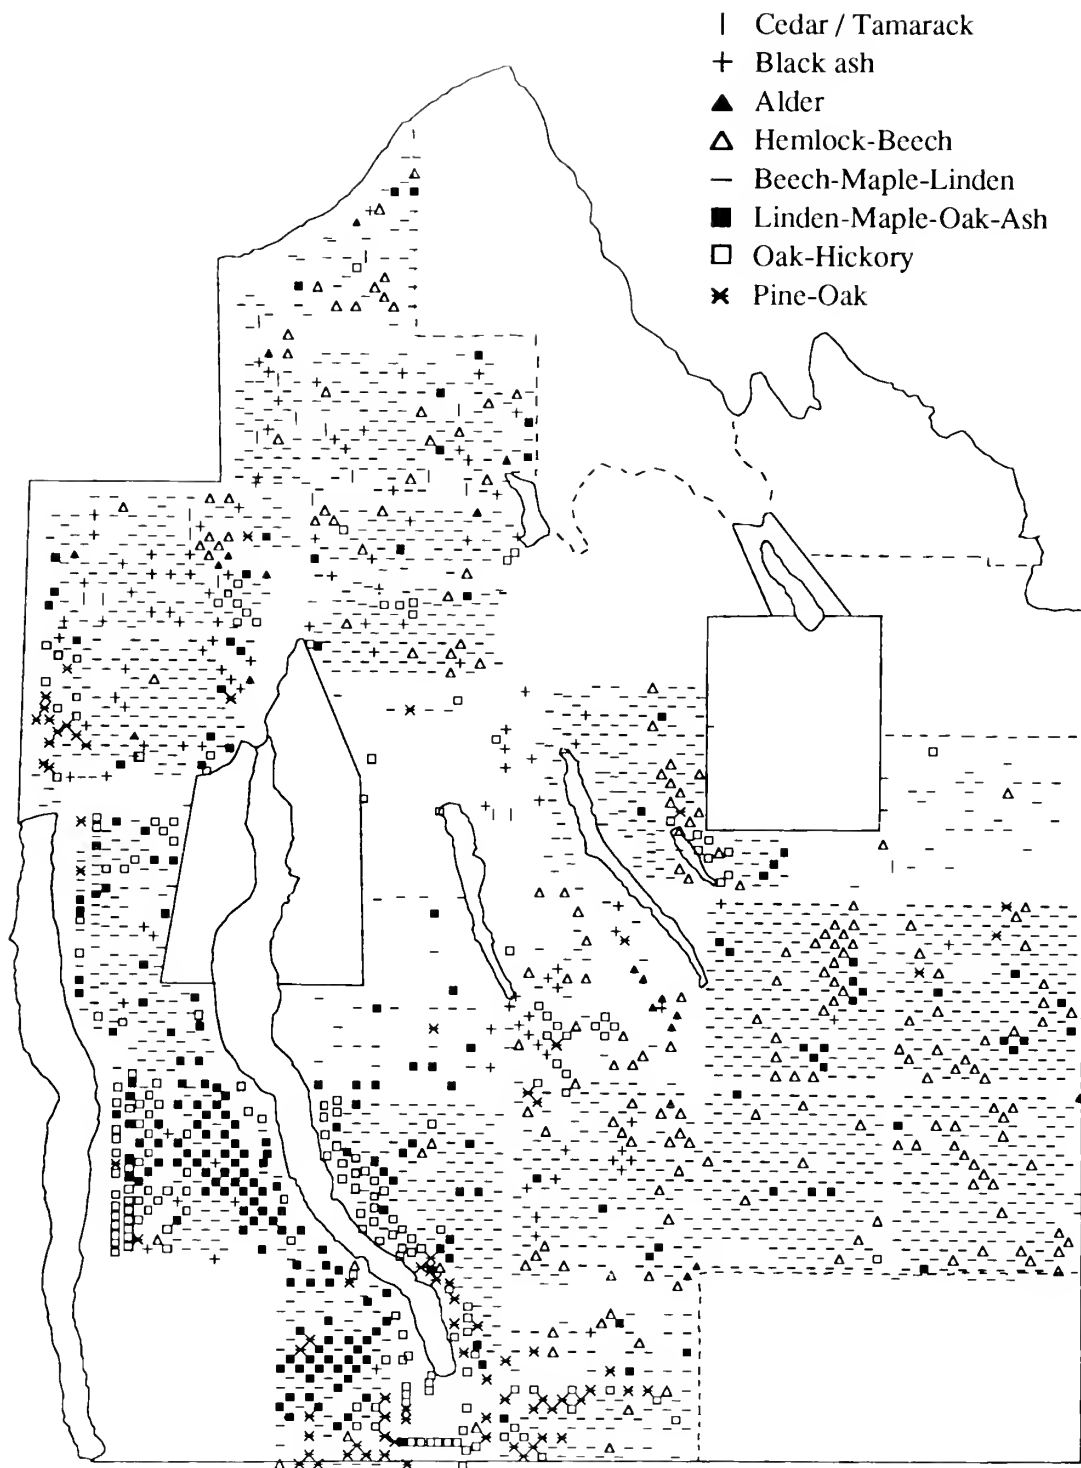 Cedar / Tamarack
Black ash
Alder
Hemlock-Beech
Beech-Maple-Linden
Linden-Maple-Oak-Ash
Oak-Hickory
Pine-Oak